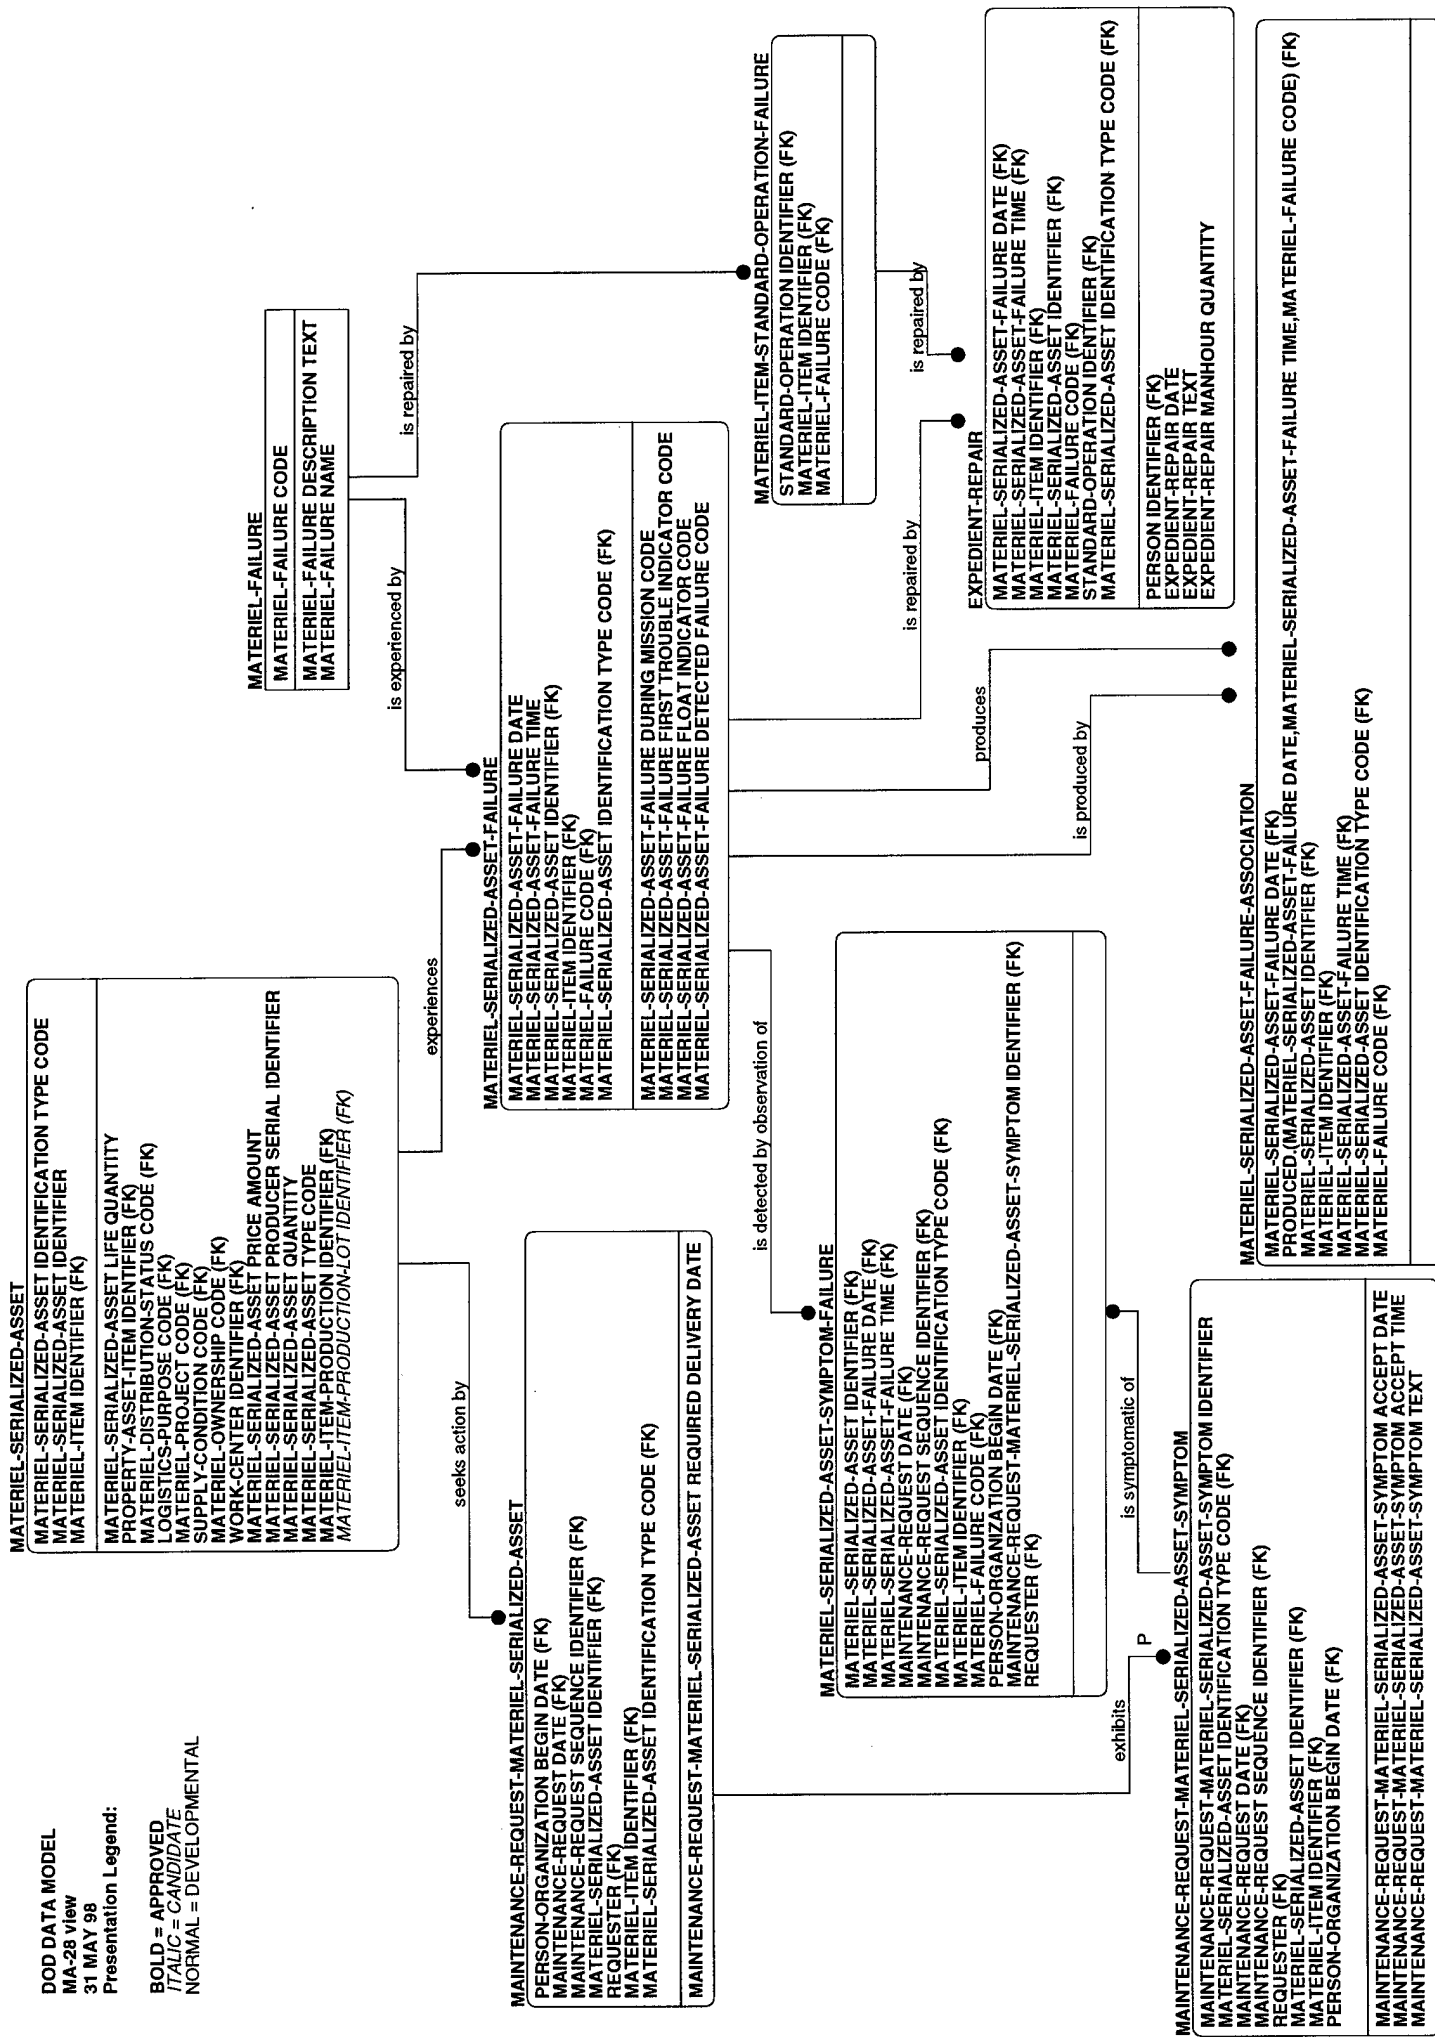 DOD DATA MODEL
MA-28 view
31 MAY 98
Presentation Legend:
BOLD = APPROVED
ITALIC = CANDIDATE
NORMAL = DEVELOPMENTAL
MATERIEL-SERIALIZED-ASSET
MATERIEL-SERIALIZED-ASSET IDENTIFICATION TYPE CODE
MATERIEL-SERIALIZED-ASSET IDENTIFIER
MATERIEL-ITEM IDENTIFIER (FK)
MATERIEL-SERIALIZED-ASSET LIFE QUANTITY
PROPERTY-ASSET-ITEM IDENTIFIER (FK)
MATERIEL-DISTRIBUTION-STATUS CODE (FK)
LOGISTICS-PURPOSE CODE (FK)
MATERIEL-PROJECT CODE (FK)
SUPPLY-CONDITION CODE (FK)
MATERIEL-OWNERSHIP CODE (FK)
WORK-CENTER IDENTIFIER (FK)
MATERIEL-SERIALIZED-ASSET PRICE AMOUNT
MATERIEL-SERIALIZED-ASSET PRODUCER SERIAL IDENTIFIER
MATERIEL-SERIALIZED-ASSET QUANTITY
MATERIEL-SERIALIZED-ASSET TYPE CODE
MATERIEL-ITEM-PRODUCTION IDENTIFIER (FK)
MATERIEL-ITEM-PRODUCTION-LOT IDENTIFIER (FK)
seeks action by
experiences
MATERIEL-FAILURE
MATERIEL-FAILURE CODE
MATERIEL-FAILURE DESCRIPTION TEXT
MATERIEL-FAILURE NAME
is experienced by
is repaired by
MAINTENANCE-REQUEST-MATERIEL-SERIALIZED-ASSET
PERSON-ORGANIZATION BEGIN DATE (FK)
MAINTENANCE-REQUEST DATE (FK)
MAINTENANCE-REQUEST SEQUENCE IDENTIFIER (FK)
MATERIEL-SERIALIZED-ASSET IDENTIFIER (FK)
REQUESTER (FK)
MATERIEL-ITEM IDENTIFIER (FK)
MATERIEL-SERIALIZED-ASSET IDENTIFICATION TYPE CODE (FK)
MAINTENANCE-REQUEST-MATERIEL-SERIALIZED-ASSET REQUIRED DELIVERY DATE
MATERIEL-SERIALIZED-ASSET-FAILURE
MATERIEL-SERIALIZED-ASSET-FAILURE DATE
MATERIEL-SERIALIZED-ASSET-FAILURE TIME
MATERIEL-SERIALIZED-ASSET IDENTIFIER (FK)
MATERIEL-ITEM IDENTIFIER (FK)
MATERIEL-FAILURE CODE (FK)
MATERIEL-SERIALIZED-ASSET IDENTIFICATION TYPE CODE (FK)
MATERIEL-SERIALIZED-ASSET-FAILURE DURING MISSION CODE
MATERIEL-SERIALIZED-ASSET-FAILURE FIRST TROUBLE INDICATOR CODE
MATERIEL-SERIALIZED-ASSET-FAILURE FLOAT INDICATOR CODE
MATERIEL-SERIALIZED-ASSET-FAILURE DETECTED FAILURE CODE
MATERIEL-ITEM-STANDARD-OPERATION-FAILURE
STANDARD-OPERATION IDENTIFIER (FK)
MATERIEL-ITEM IDENTIFIER (FK)
MATERIEL-FAILURE CODE (FK)
is detected by observation of
is repaired by
is repaired by
produces
is produced by
MATERIEL-SERIALIZED-ASSET-SYMPTOM-FAILURE
MATERIEL-SERIALIZED-ASSET IDENTIFIER (FK)
MATERIEL-SERIALIZED-ASSET-FAILURE DATE (FK)
MATERIEL-SERIALIZED-ASSET-FAILURE TIME (FK)
MAINTENANCE-REQUEST DATE (FK)
MAINTENANCE-REQUEST SEQUENCE IDENTIFIER (FK)
MATERIEL-SERIALIZED-ASSET IDENTIFICATION TYPE CODE (FK)
MATERIEL-ITEM IDENTIFIER (FK)
MATERIEL-FAILURE CODE (FK)
PERSON-ORGANIZATION BEGIN DATE (FK)
MAINTENANCE-REQUEST-MATERIEL-SERIALIZED-ASSET-SYMPTOM IDENTIFIER (FK)
REQUESTER (FK)
EXPEDIENT-REPAIR
MATERIEL-SERIALIZED-ASSET-FAILURE DATE (FK)
MATERIEL-SERIALIZED-ASSET-FAILURE TIME (FK)
MATERIEL-ITEM IDENTIFIER (FK)
MATERIEL-SERIALIZED-ASSET IDENTIFIER (FK)
MATERIEL-FAILURE CODE (FK)
STANDARD-OPERATION IDENTIFIER (FK)
MATERIEL-SERIALIZED-ASSET IDENTIFICATION TYPE CODE (FK)
PERSON IDENTIFIER (FK)
EXPEDIENT-REPAIR DATE
EXPEDIENT-REPAIR TEXT
EXPEDIENT-REPAIR MANHOUR QUANTITY
exhibits
P
is symptomatic of
MAINTENANCE-REQUEST-MATERIEL-SERIALIZED-ASSET-SYMPTOM
MAINTENANCE-REQUEST-MATERIEL-SERIALIZED-ASSET-SYMPTOM IDENTIFIER
MATERIEL-SERIALIZED-ASSET IDENTIFICATION TYPE CODE (FK)
MAINTENANCE-REQUEST DATE (FK)
MAINTENANCE-REQUEST SEQUENCE IDENTIFIER (FK)
REQUESTER (FK)
MATERIEL-SERIALIZED-ASSET IDENTIFIER (FK)
MATERIEL-ITEM IDENTIFIER (FK)
PERSON-ORGANIZATION BEGIN DATE (FK)
MAINTENANCE-REQUEST-MATERIEL-SERIALIZED-ASSET-SYMPTOM ACCEPT DATE
MAINTENANCE-REQUEST-MATERIEL-SERIALIZED-ASSET-SYMPTOM ACCEPT TIME
MAINTENANCE-REQUEST-MATERIEL-SERIALIZED-ASSET-SYMPTOM TEXT
MATERIEL-SERIALIZED-ASSET-FAILURE-ASSOCIATION
MATERIEL-SERIALIZED-ASSET-FAILURE DATE (FK)
PRODUCED.(MATERIEL-SERIALIZED-ASSET-FAILURE DATE,MATERIEL-SERIALIZED-ASSET-FAILURE TIME,MATERIEL-FAILURE CODE) (FK)
MATERIEL-SERIALIZED-ASSET IDENTIFIER (FK)
MATERIEL-ITEM IDENTIFIER (FK)
MATERIEL-SERIALIZED-ASSET-FAILURE TIME (FK)
MATERIEL-SERIALIZED-ASSET IDENTIFICATION TYPE CODE (FK)
MATERIEL-FAILURE CODE (FK)